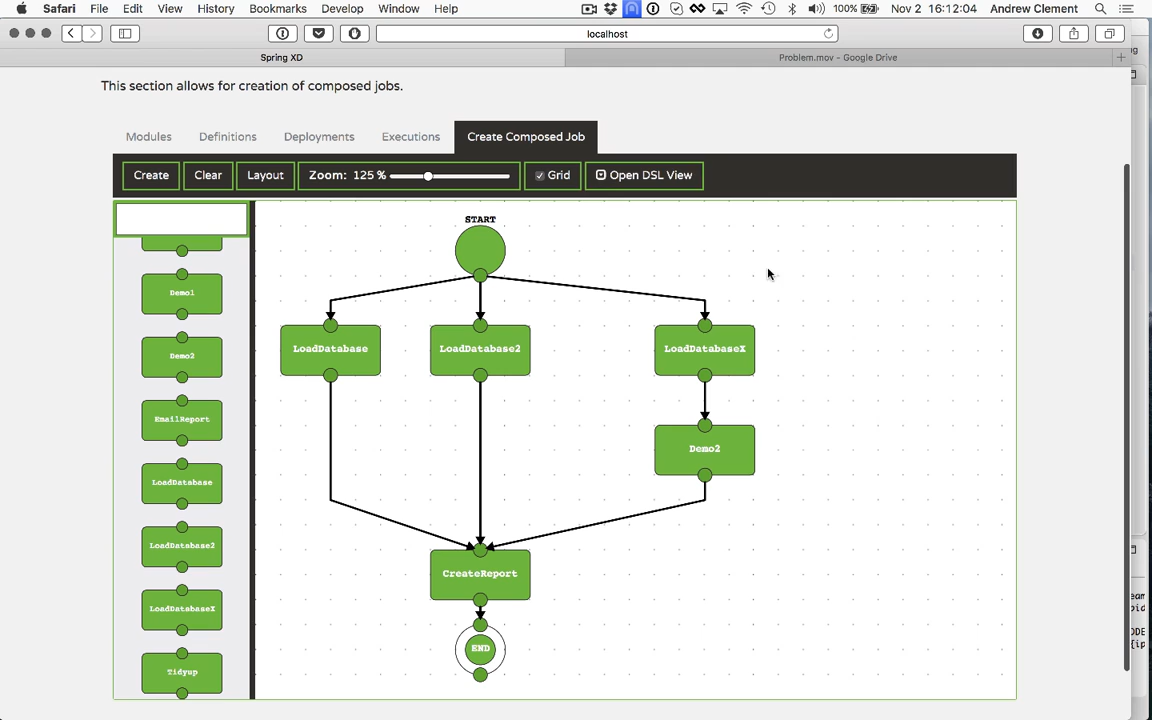 Safari File Edit View History Bookmarks Develop Window Help 100% Nov 2 16:12:04 Andrew Clement
localhost
Spring XD Problem.mov - Google Drive
This section allows for creation of composed jobs.
Modules Definitions Deployments Executions Create Composed Job
Create Clear Layout Zoom: 125 % Grid Open DSL View
START
Demo1
Demo2
EmailReport
LoadDatabase
LoadDatabase2
LoadDatabaseX
Tidyup
LoadDatabase LoadDatabase2 LoadDatabaseX
Demo2
CreateReport
END